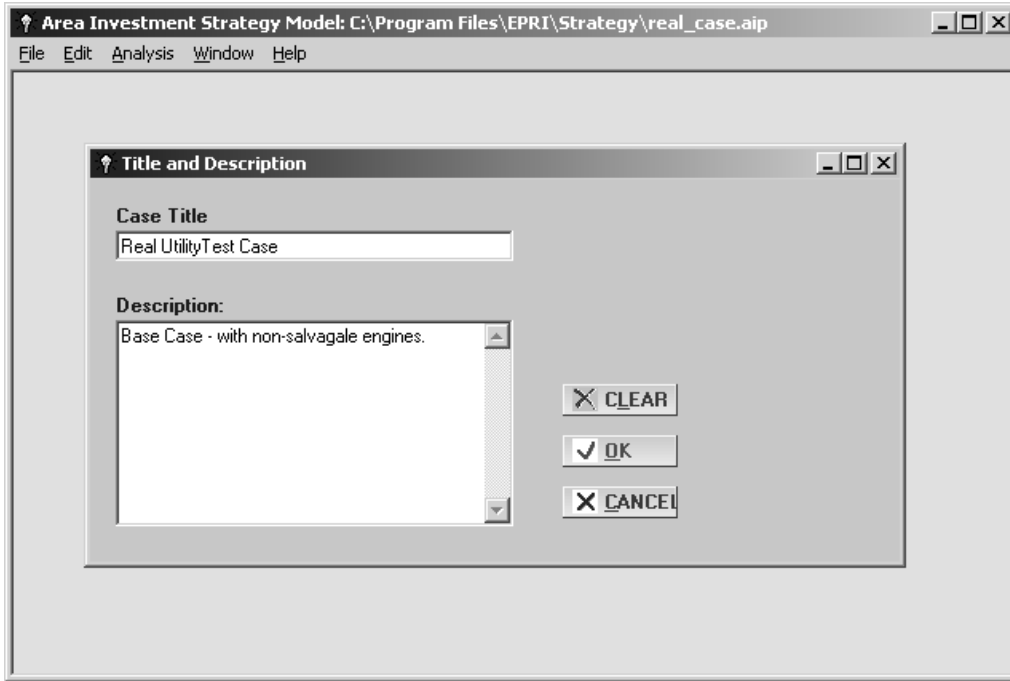 Area Investment Strategy Model: C:\Program Files\EPRI\Strategy\real_case.aip
File Edit Analysis Window Help
Title and Description
Case Title
Real UtilityTest Case
Description:
Base Case - with non-salvagale engines.
CLEAR
OK
CANCEL